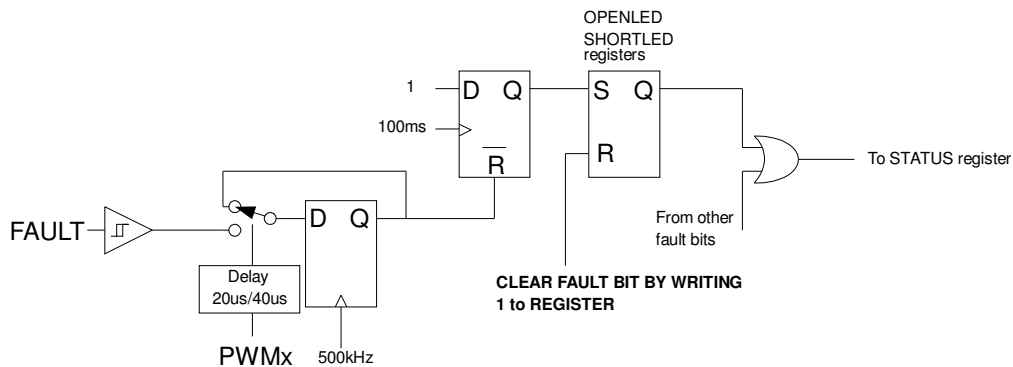 OPENLED
SHORTLED
registers
1
D Q
S Q
100ms
R
R
To STATUS register
From other
fault bits
FAULT
D Q
Delay
20us/40us
CLEAR FAULT BIT BY WRITING
1 to REGISTER
PWMx
500kHz